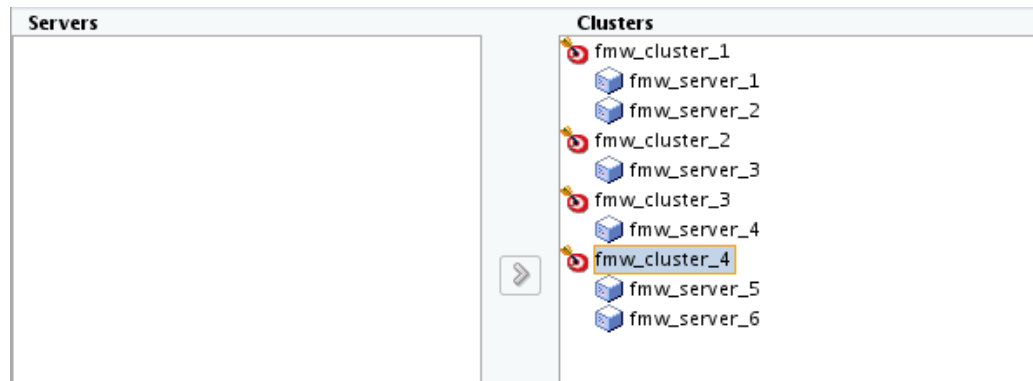 Servers
Clusters
fmw_cluster_1
fmw_server_1
fmw_server_2
fmw_cluster_2
fmw_server_3
fmw_cluster_3
fmw_server_4
fmw_cluster_4
fmw_server_5
fmw_server_6